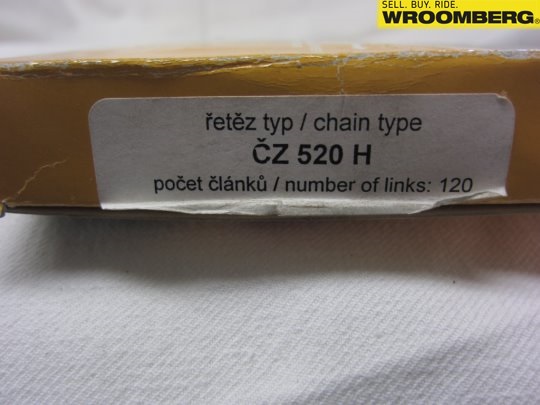 SELL. BUY. RIDE.
WROOMBERG®
řetěz typ / chain type
ČZ 520 H
počet článků / number of links: 120